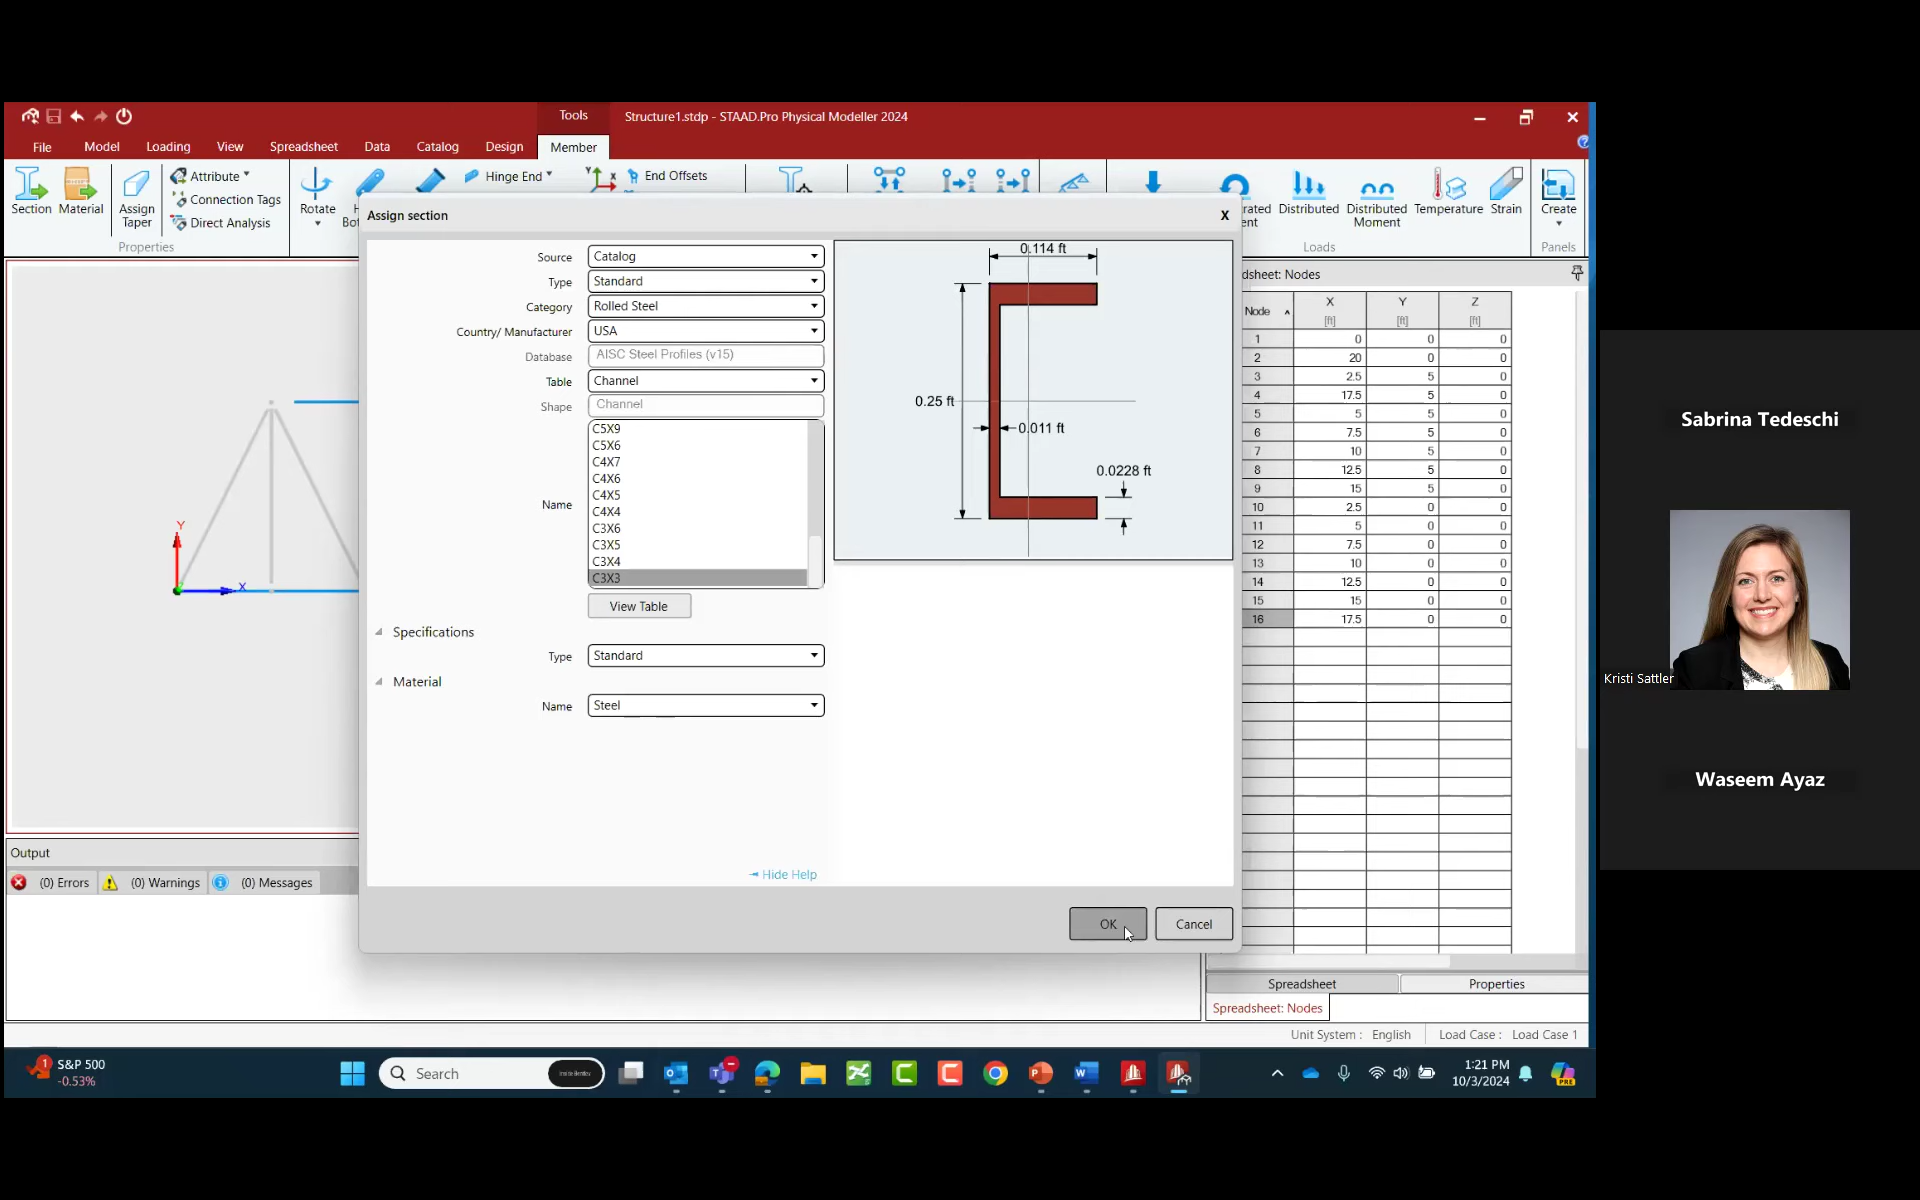 Tools
Structure1.stdp - STAAD.Pro Physical Modeller 2024
File Model Loading View Spreadsheet Data Catalog Design Member
Section
Material
Assign Taper
Attribute
Connection Tags
Direct Analysis
Properties
Rotate
Hinge End
End Offsets
Distributed
Distributed Moment
Temperature
Strain
Loads
Create
Panels
Assign section
X
Source Catalog
Type Standard
Category Rolled Steel
Country/ Manufacturer USA
Database AISC Steel Profiles (v15)
Table Channel
Shape Channel
Name
C5X9
C5X6
C4X7
C4X6
C4X5
C4X4
C3X6
C3X5
C3X4
C3X3
View Table
Specifications
Type Standard
Material
Name Steel
Hide Help
OK Cancel
0.114 ft
0.25 ft
0.011 ft
0.0228 ft
Y
X
dsheet: Nodes
Node X [ft] Y [ft] Z [ft]
1 0 0 0
2 20 0 0
3 2.5 5 0
4 17.5 5 0
5 5 5 0
6 7.5 5 0
7 10 5 0
8 12.5 5 0
9 15 5 0
10 2.5 0 0
11 5 0 0
12 7.5 0 0
13 10 0 0
14 12.5 0 0
15 15 0 0
16 17.5 0 0
Spreadsheet Properties
Spreadsheet: Nodes
Output
(0) Errors (0) Warnings (0) Messages
Unit System : English Load Case : Load Case 1
1
S&P 500
-0.53%
Search
1:21 PM
10/3/2024
Sabrina Tedeschi
Kristi Sattler
Waseem Ayaz